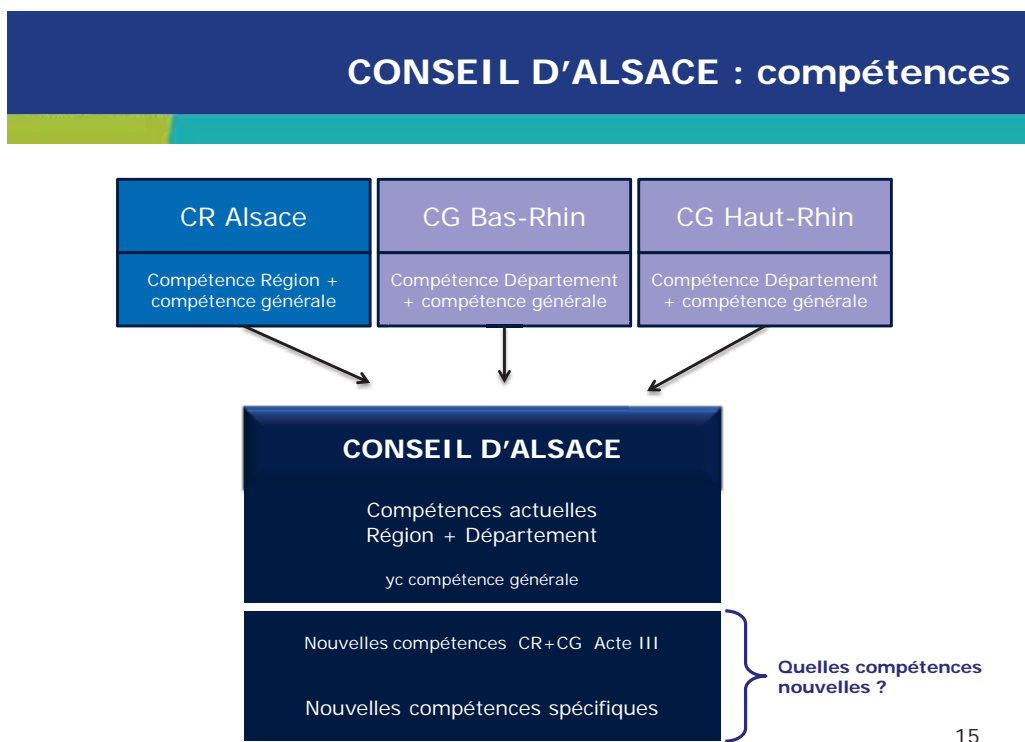 CONSEIL D'ALSACE : compétences
CR Alsace
Compétence Région +
compétence générale
CG Bas-Rhin
Compétence Département
+ compétence générale
CG Haut-Rhin
Compétence Département
+ compétence générale
CONSEIL D'ALSACE
Compétences actuelles
Région + Département
yc compétence générale
Nouvelles compétences CR+CG Acte III
Nouvelles compétences spécifiques
Quelles compétences
nouvelles ?
15